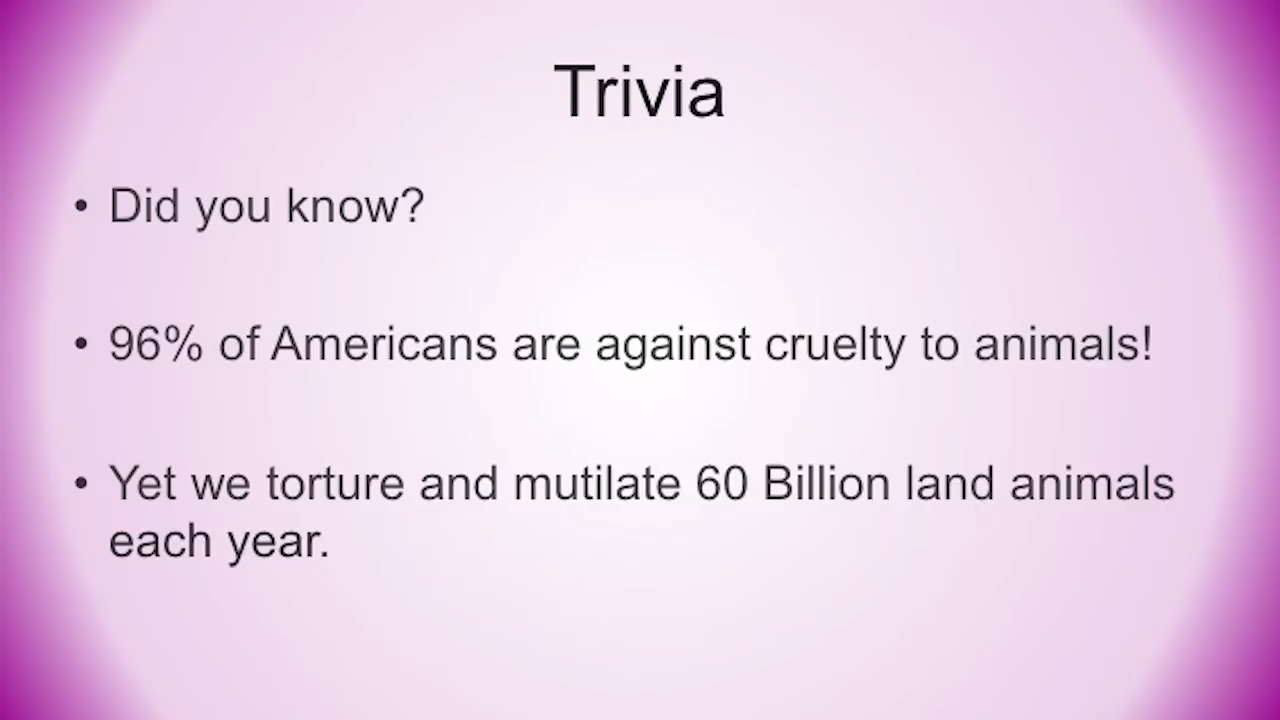 Trivia
• Did you know?
• 96% of Americans are against cruelty to animals!
• Yet we torture and mutilate 60 Billion land animals
each year.